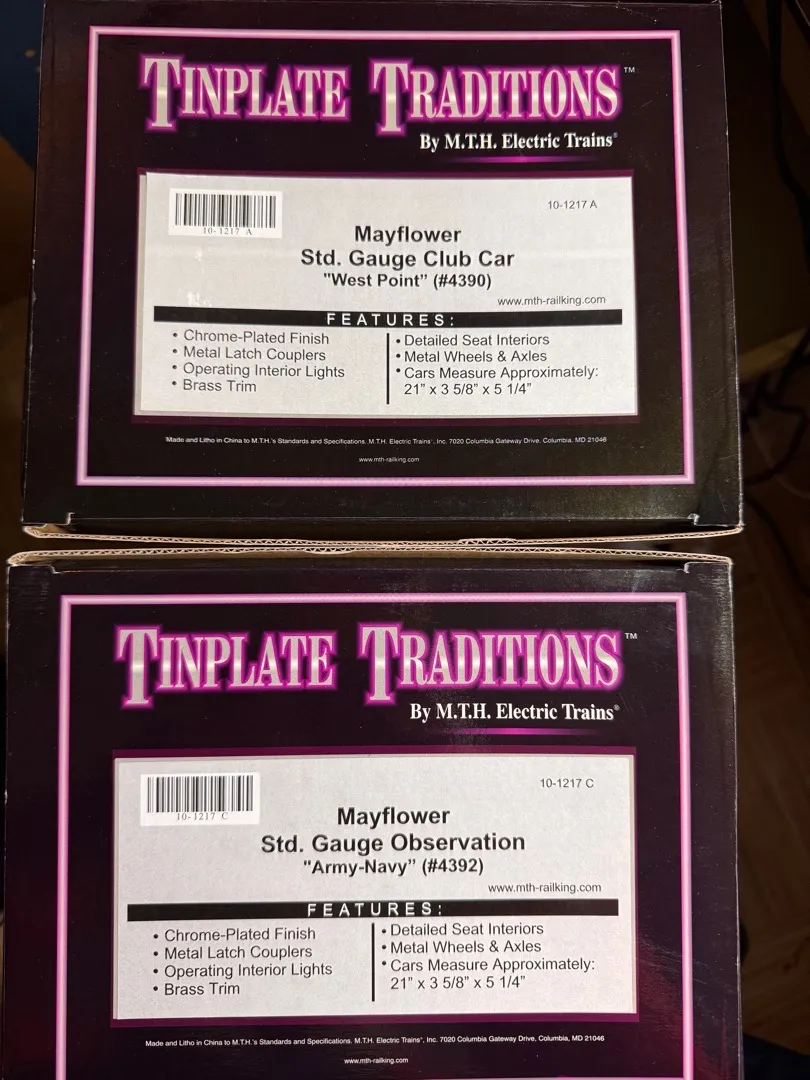 TINPLATE TRADITIONS™
By M.T.H. Electric Trains®
10-1217 A
10-1217 A
Mayflower
Std. Gauge Club Car
"West Point” (#4390)
www.mth-railking.com
FEATURES:
• Chrome-Plated Finish
• Metal Latch Couplers
• Operating Interior Lights
• Brass Trim
• Detailed Seat Interiors
• Metal Wheels & Axles
• Cars Measure Approximately:
21” x 3 5/8” x 5 1/4”
Made and Litho in China to M.T.H.'s Standards and Specifications. M.T.H. Electric Trains®, Inc. 7020 Columbia Gateway Drive, Columbia, MD 21046
www.mth-railking.com
TINPLATE TRADITIONS™
By M.T.H. Electric Trains®
10-1217 C
10-1217 C
Mayflower
Std. Gauge Observation
"Army-Navy” (#4392)
www.mth-railking.com
FEATURES:
• Chrome-Plated Finish
• Metal Latch Couplers
• Operating Interior Lights
• Brass Trim
• Detailed Seat Interiors
• Metal Wheels & Axles
• Cars Measure Approximately:
21” x 3 5/8” x 5 1/4”
Made and Litho in China to M.T.H.'s Standards and Specifications. M.T.H. Electric Trains®, Inc. 7020 Columbia Gateway Drive, Columbia, MD 21046
www.mth-railking.com